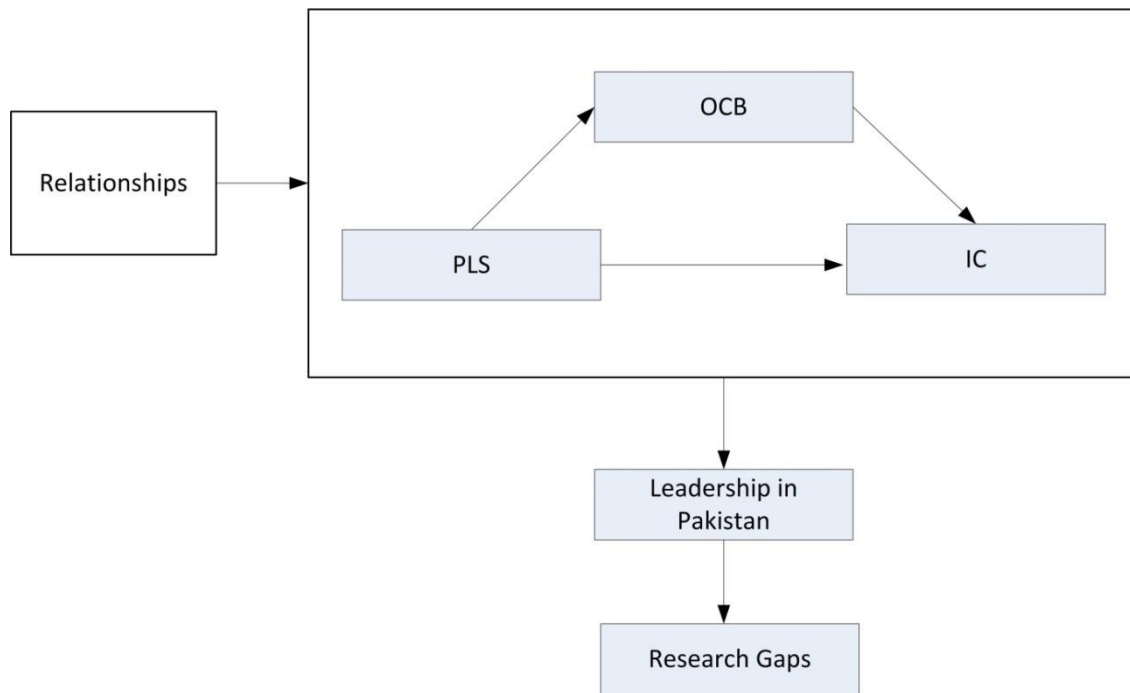 OCB
Relationships
PLS
IC
Leadership in
Pakistan
Research Gaps